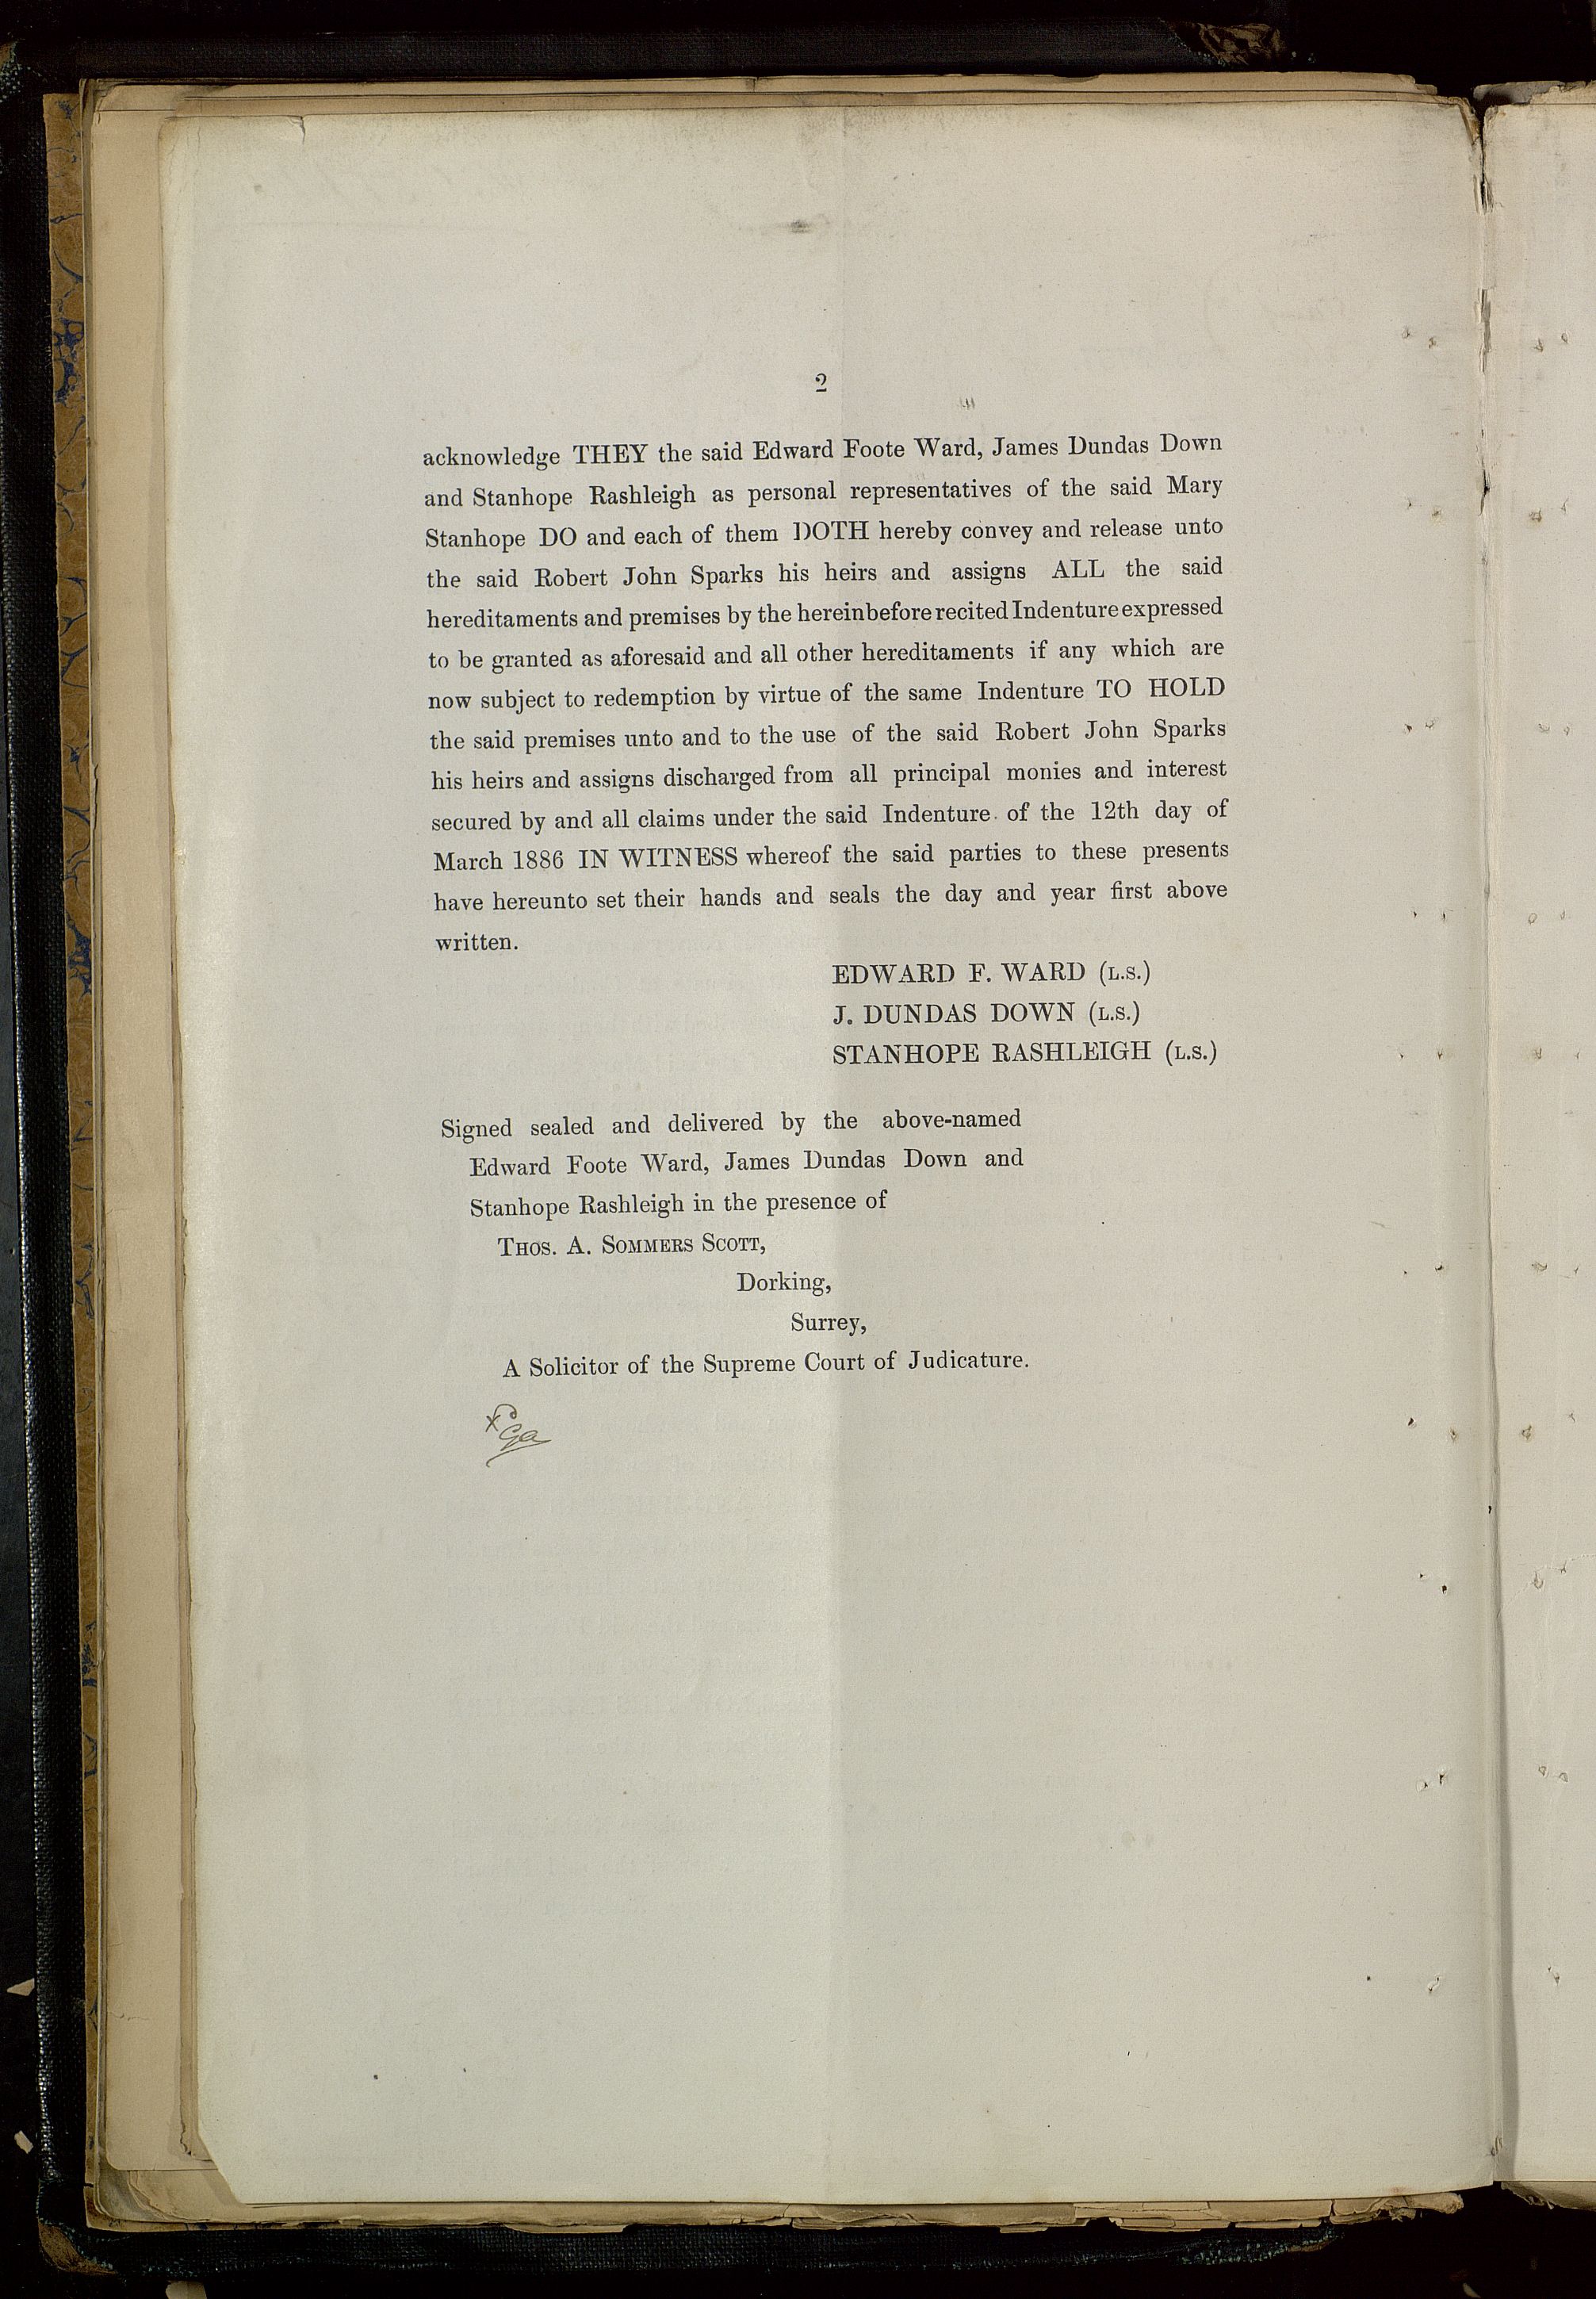 2
acknowledge THEY the said Edward Foote Ward, James Dundas Down
and Stanhope Rashleigh as personal representatives of the said Mary
Stanhope DO and each of them DOTH hereby convey and release unto
the said Robert John Sparks his heirs and assigns ALL the said
hereditaments and premises by the hereinbefore recited Indenture expressed
to be granted as aforesaid and all other hereditaments if any which are
now subject to redemption by virtue of the same Indenture TO HOLD
the said premises unto and to the use of the said Robert John Sparks
his heirs and assigns discharged from all principal monies and interest
secured by and all claims under the said Indenture of the 12th day of
March 1886 IN WITNESS whereof the said parties to these presents
have hereunto set their hands and seals the day and year first above
written.
EDWARD F. WARD (L.S.)
J. DUNDAS DOWN (L.S.)
STANHOPE RASHLEIGH (L.S.)
Signed sealed and delivered by the above-named
Edward Foote Ward, James Dundas Down and
Stanhope Rashleigh in the presence of
THOS. A. SOMMERS SCOTT,
Dorking,
Surrey,
A Solicitor of the Supreme Court of Judicature.